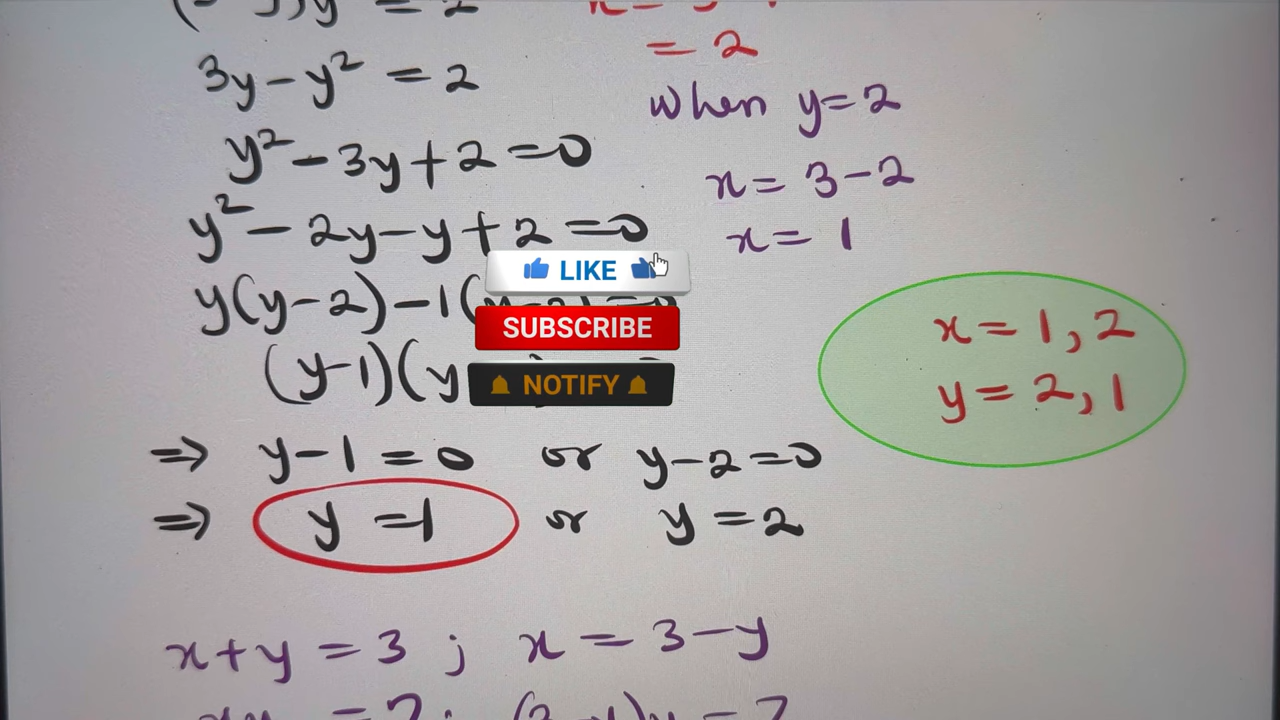 3y - y² = 2
y² - 3y + 2 = 0
y² - 2y - y + 2 = 0
y(y-2) - 1(
(y-1)(y
⇒ y - 1 = 0 or y - 2 = 0
⇒ y = 1 or y = 2
x + y = 3 ; x = 3 - y
= 2
when y = 2
x = 3 - 2
x = 1
x = 1, 2
y = 2, 1
LIKE
SUBSCRIBE
NOTIFY